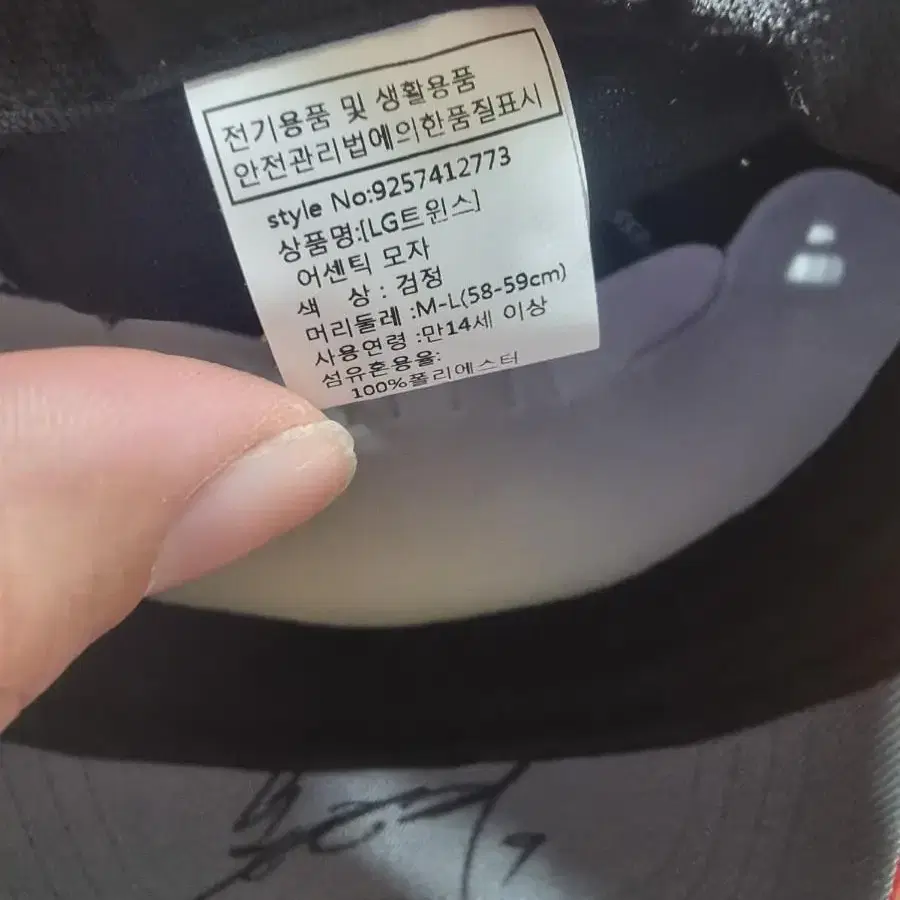 전기용품 및 생활용품
안전관리법에의한품질표시
style No:9257412773
상품명:[LG트윈스]
어센틱 모자
색 상 : 검정
머리둘레 :M-L(58-59cm)
사용연령 :만14세 이상
섬유혼용율:
100%폴리에스터